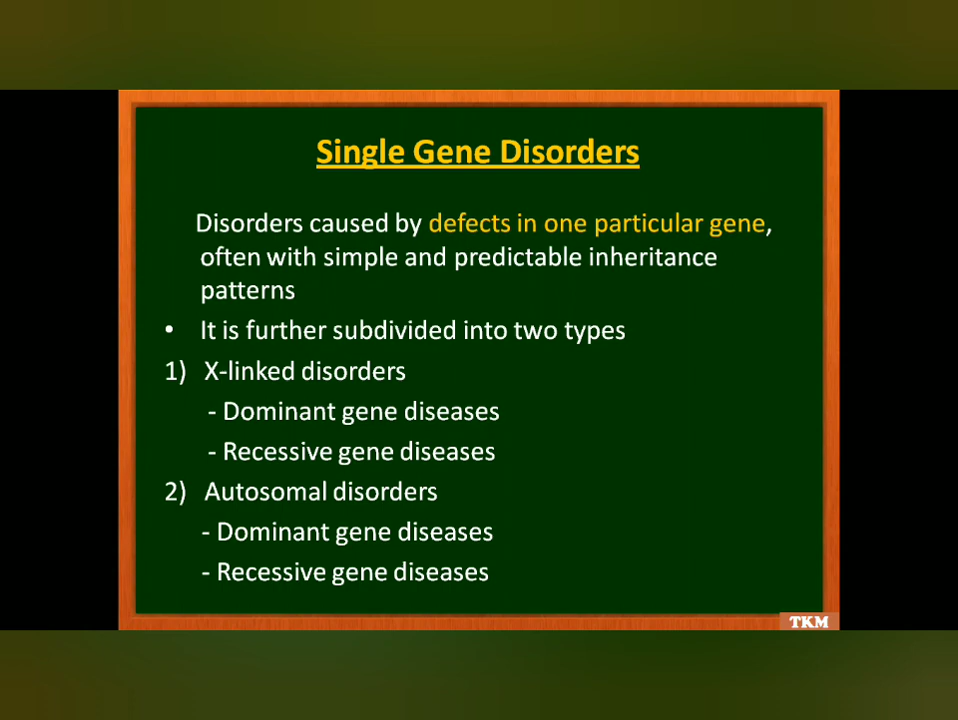 Single Gene Disorders
Disorders caused by defects in one particular gene,
often with simple and predictable inheritance
patterns
• It is further subdivided into two types
1) X-linked disorders
- Dominant gene diseases
- Recessive gene diseases
2) Autosomal disorders
- Dominant gene diseases
- Recessive gene diseases
TKM